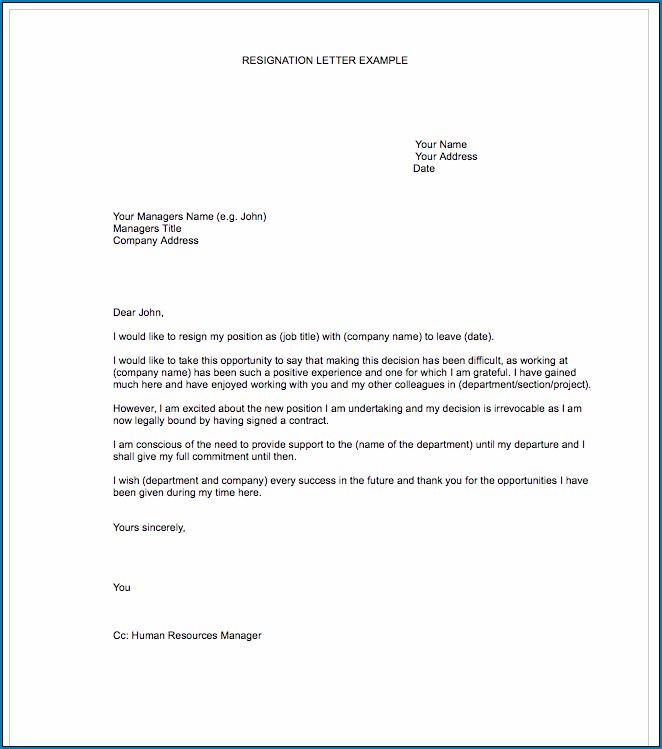 RESIGNATION LETTER EXAMPLE
Your Name
Your Address
Date
Your Managers Name (e.g. John)
Managers Title
Company Address
Dear John,
I would like to resign my position as (job title) with (company name) to leave (date).
I would like to take this opportunity to say that making this decision has been difficult, as working at
(company name) has been such a positive experience and one for which I am grateful. I have gained
much here and have enjoyed working with you and my other colleagues in (department/section/project).
However, I am excited about the new position I am undertaking and my decision is irrevocable as I am
now legally bound by having signed a contract.
I am conscious of the need to provide support to the (name of the department) until my departure and I
shall give my full commitment until then.
I wish (department and company) every success in the future and thank you for the opportunities I have
been given during my time here.
Yours sincerely,
You
Cc: Human Resources Manager